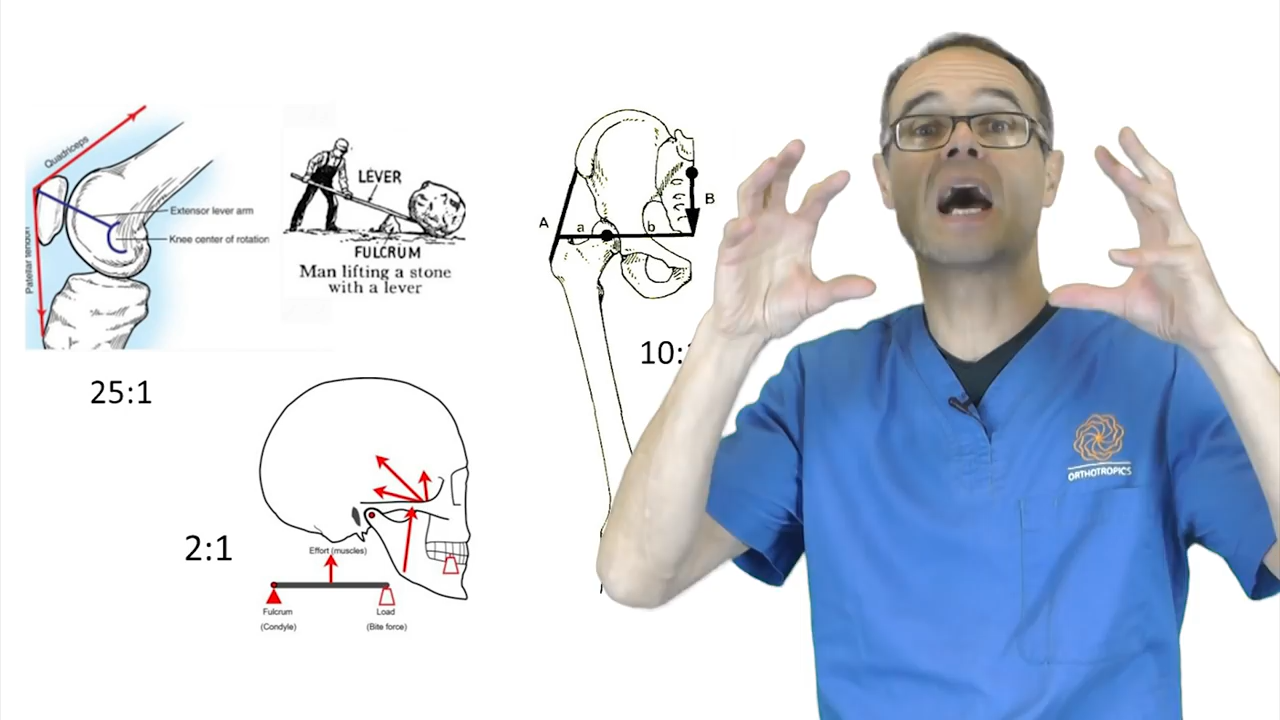 Quadriceps
Extensor lever arm
Knee center of rotation
Patellar tendon
25:1
LEVER
FULCRUM
Man lifting a stone
with a lever
A
a
b
B
10:
2:1
Effort (muscles)
Fulcrum
(Condyle)
Load
(Bite force)
ORTHOTROPICS